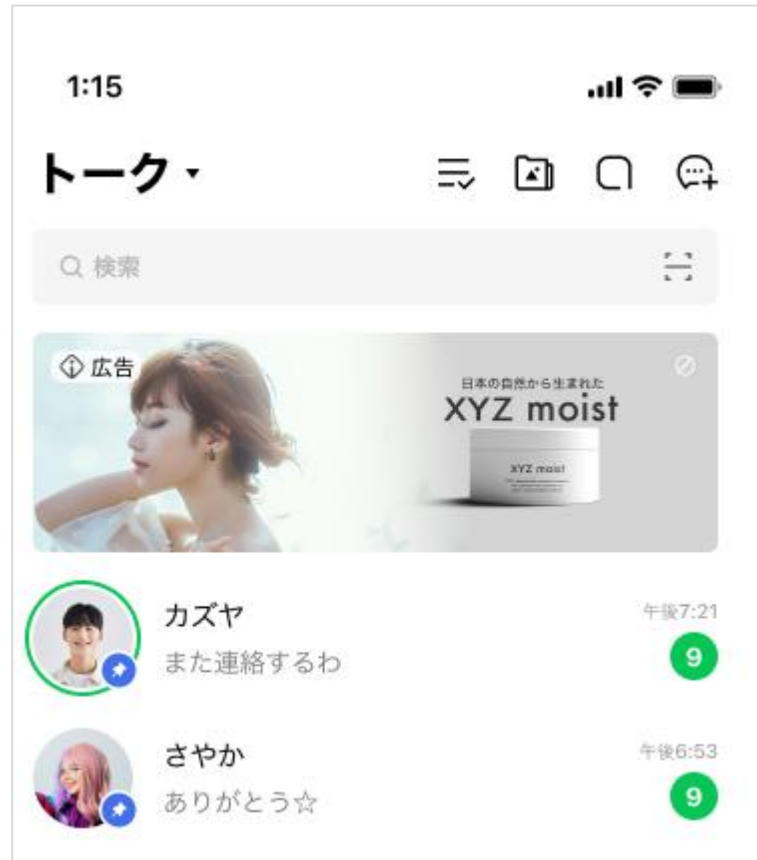 1:15
トーク
検索
広告
日本の自然から生まれた
XYZ moist
XYZ moist
カズヤ
午後7:21
また連絡するわ
9
さやか
午後6:53
ありがとう☆
9